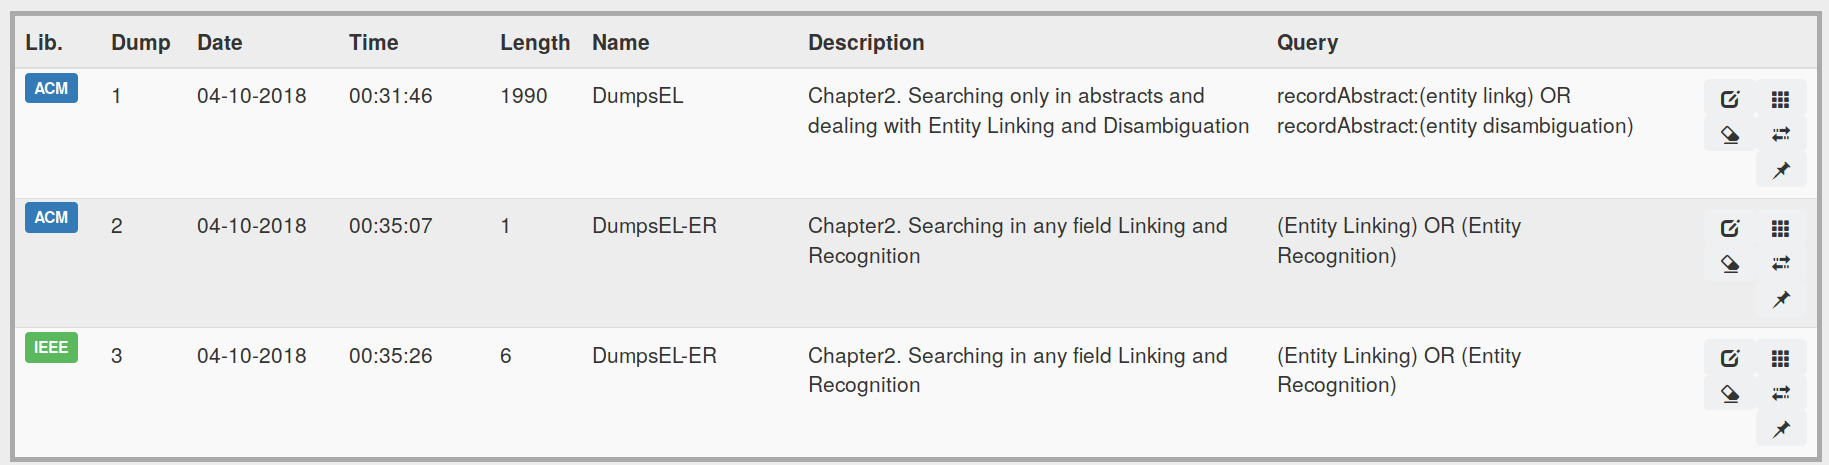 Lib. Dump Date Time Length Name Description Query
ACM 1 04-10-2018 00:31:46 1990 DumpsEL Chapter2. Searching only in abstracts and recordAbstract:(entity linkg) OR
dealing with Entity Linking and Disambiguation recordAbstract:(entity disambiguation)
ACM 2 04-10-2018 00:35:07 1 DumpsEL-ER Chapter2. Searching in any field Linking and (Entity Linking) OR (Entity
Recognition Recognition)
IEEE 3 04-10-2018 00:35:26 6 DumpsEL-ER Chapter2. Searching in any field Linking and (Entity Linking) OR (Entity
Recognition Recognition)